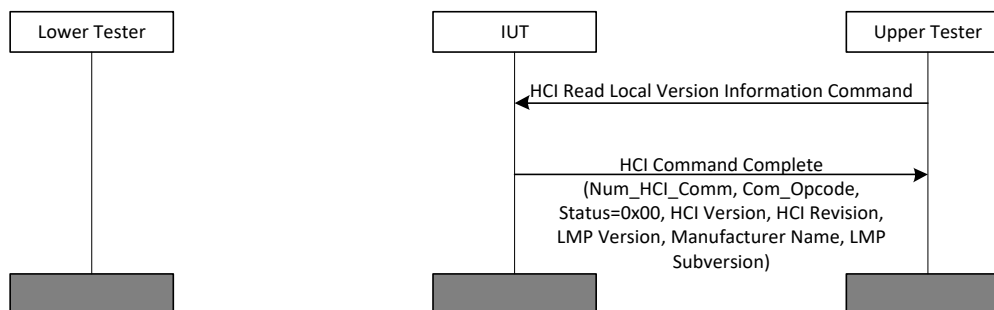 Lower Tester
IUT
Upper Tester
HCI Read Local Version Information Command
HCI Command Complete
(Num_HCI_Comm, Com_Opcode,
Status=0x00, HCI Version, HCI Revision,
LMP Version, Manufacturer Name, LMP
Subversion)